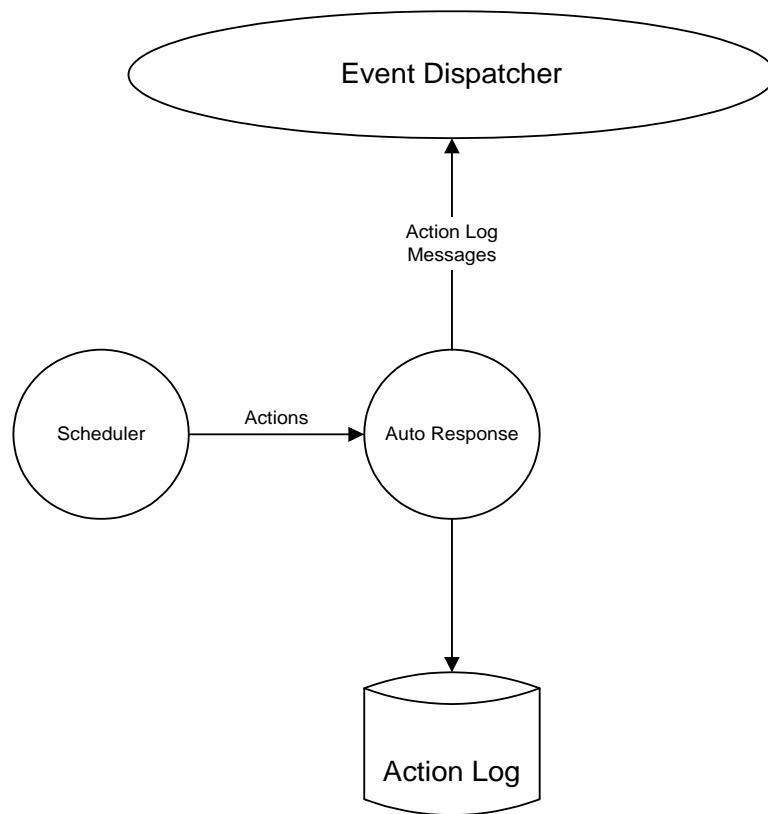 Event Dispatcher
Action Log
Messages
Scheduler
Actions
Auto Response
Action Log